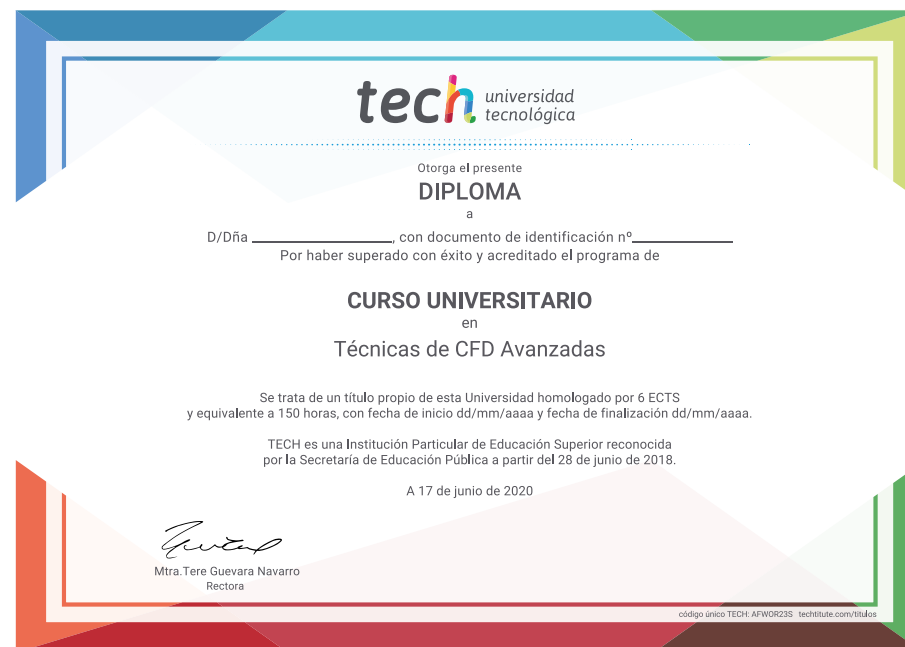 tech universidad
tecnológica
Otorga el presente
DIPLOMA
a
D/Dña ____________________, con documento de identificación nº______________
Por haber superado con éxito y acreditado el programa de
CURSO UNIVERSITARIO
en
Técnicas de CFD Avanzadas
Se trata de un título propio de esta Universidad homologado por 6 ECTS
y equivalente a 150 horas, con fecha de inicio dd/mm/aaaa y fecha de finalización dd/mm/aaaa.
TECH es una Institución Particular de Educación Superior reconocida
por la Secretaría de Educación Pública a partir del 28 de junio de 2018.
A 17 de junio de 2020
Mtra.Tere Guevara Navarro
Rectora
código único TECH: AFWOR23S techtitute.com/titulos